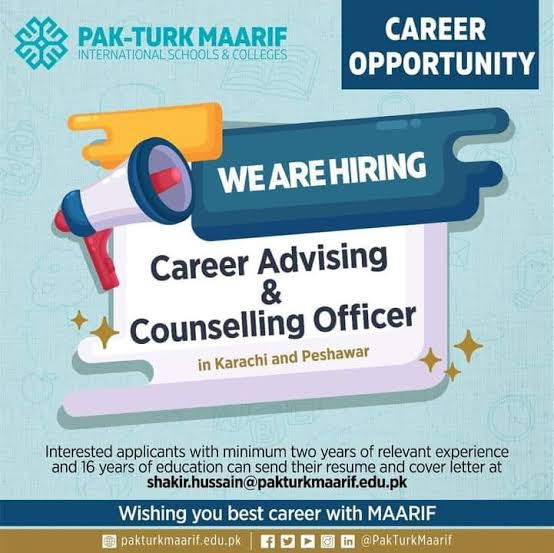 PAK-TURK MAARIF
INTERNATIONAL SCHOOLS & COLLEGES
CAREER
OPPORTUNITY
WE ARE HIRING
Career Advising
&
Counselling Officer
in Karachi and Peshawar
Interested applicants with minimum two years of relevant experience
and 16 years of education can send their resume and cover letter at
shakir.hussain@pakturkmaarif.edu.pk
Wishing you best career with MAARIF
pakturkmaarif.edu.pk | @PakTurkMaarif